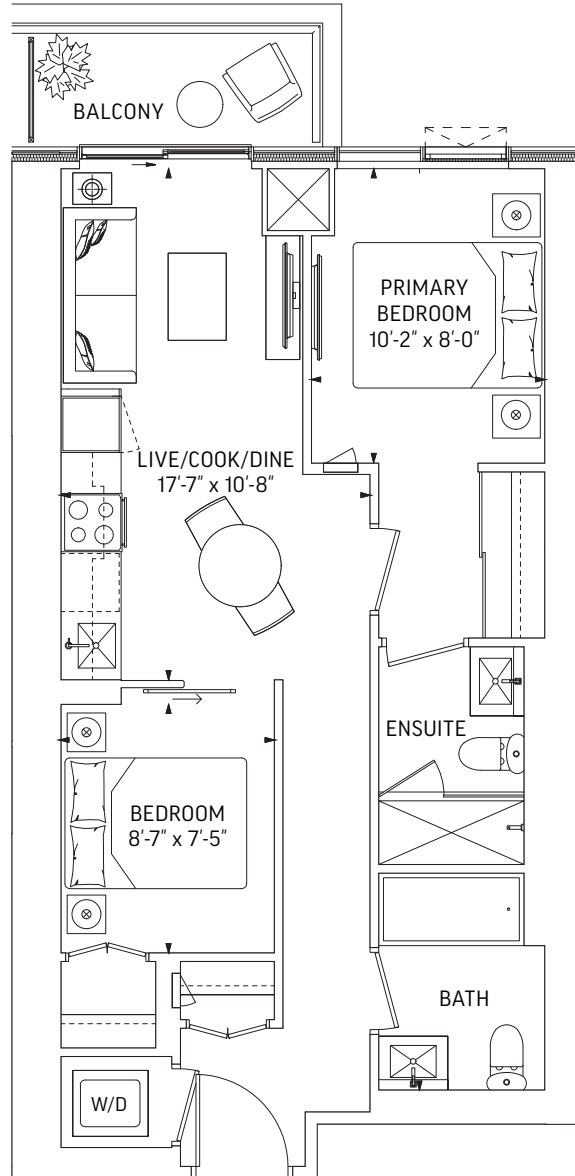 BALCONY
PRIMARY
BEDROOM
10'-2" x 8'-0"
LIVE/COOK/DINE
17'-7" x 10'-8"
ENSUITE
BEDROOM
8'-7" x 7'-5"
BATH
W/D